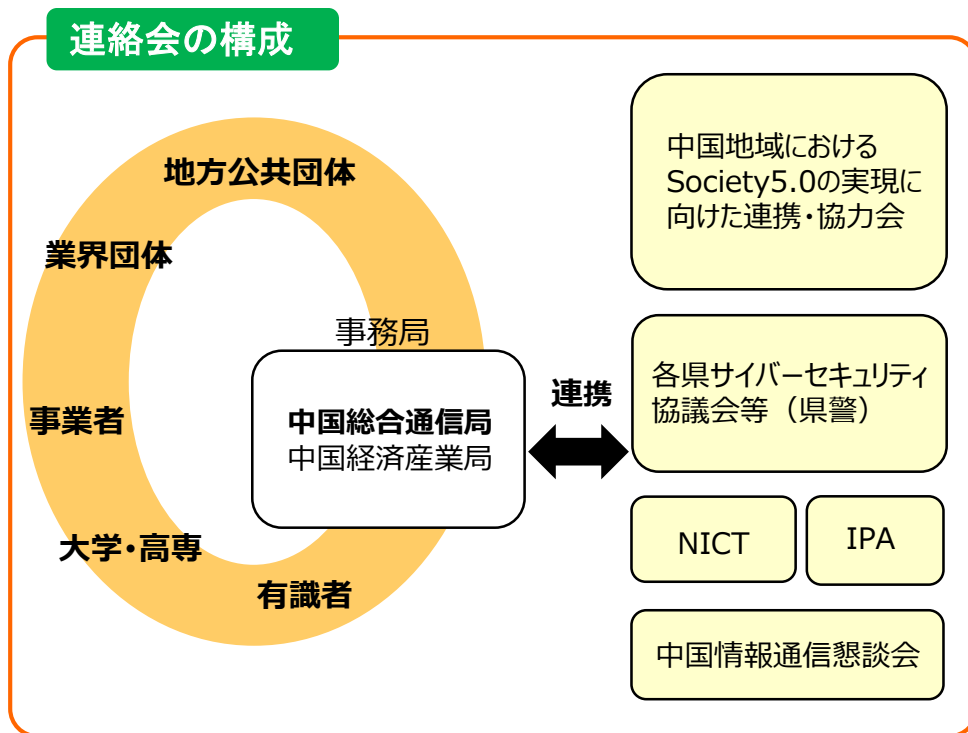 連絡会の構成
地方公共団体
業界団体
事業者
大学・高専
有識者
事務局
中国総合通信局
中国経済産業局
連携
中国地域における
Society5.0の実現に
向けた連携・協力会
各県サイバーセキュリティ
協議会等（県警）
NICT
IPA
中国情報通信懇談会